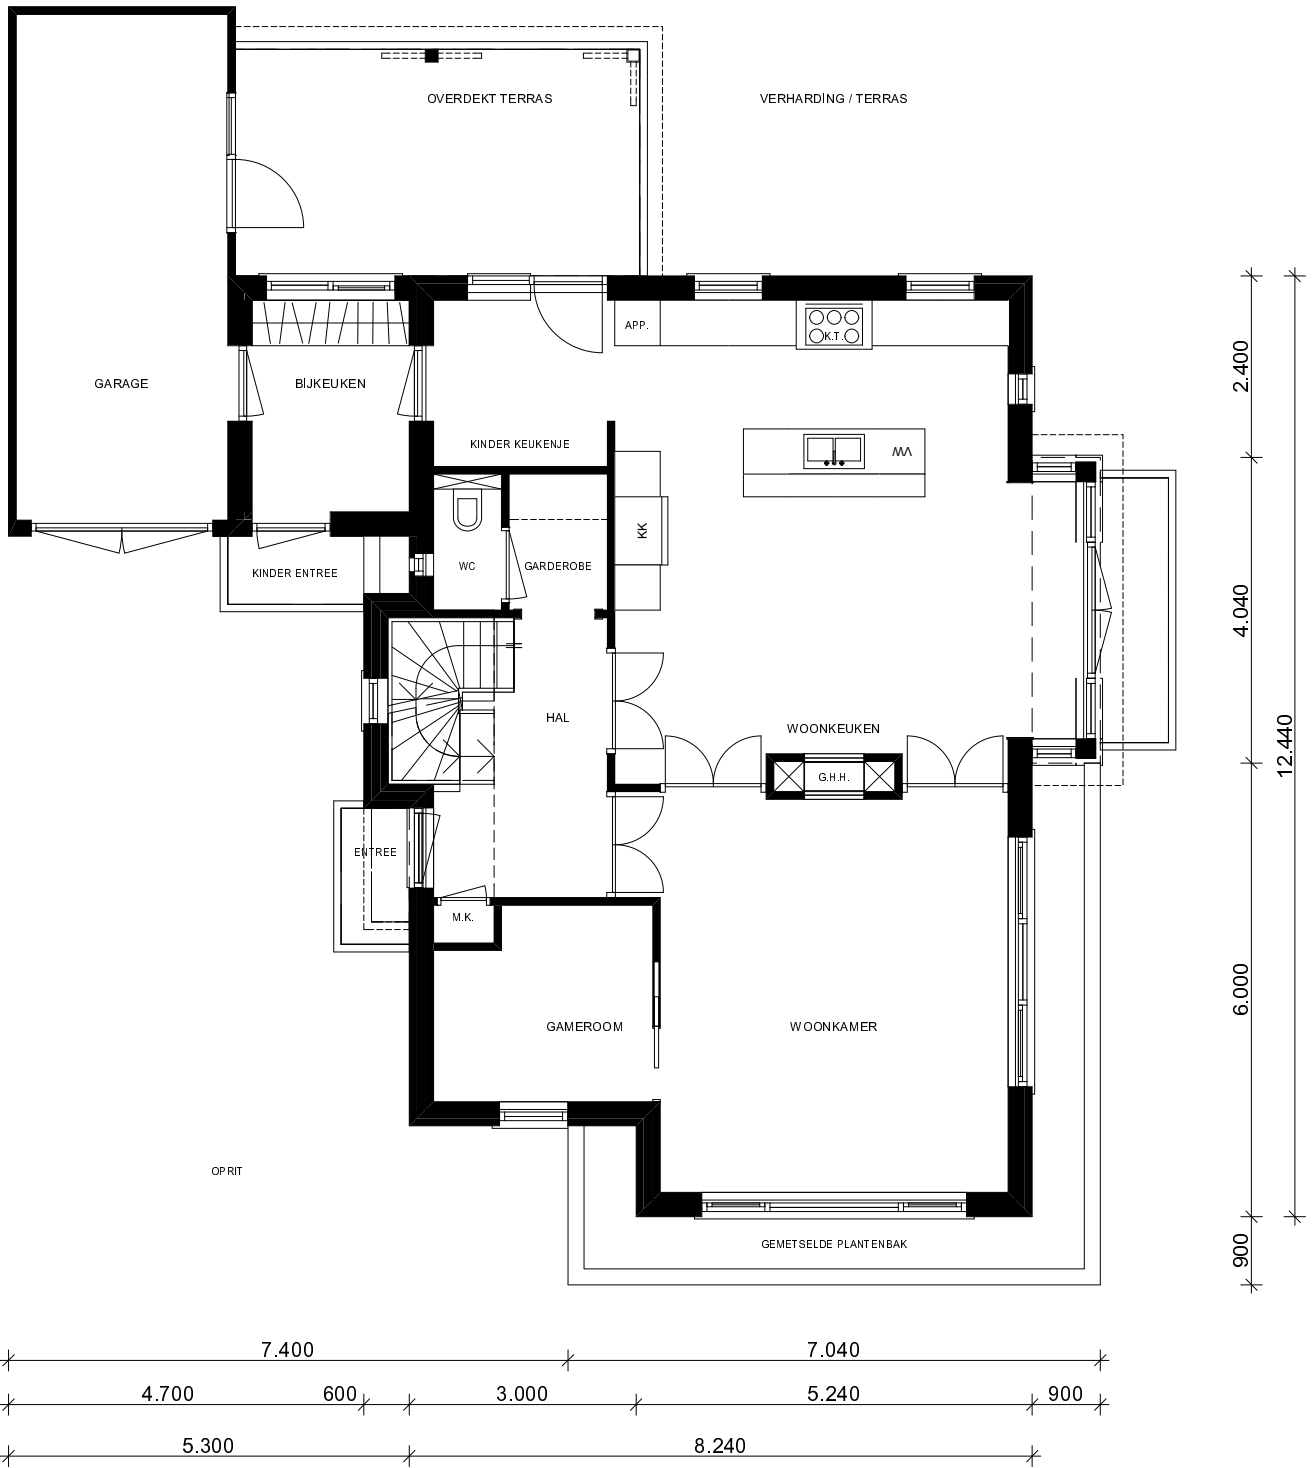 OVERDEKT TERRAS
VERHARDING / TERRAS
APP.
K.T.
GARAGE
BIJKEUKEN
KINDER KEUKENJE
KK
WC
GARDEROBE
KINDER ENTREE
HAL
WOONKEUKEN
G.H.H.
ENTREE
M.K.
GAMEROOM
WOONKAMER
OPRIT
GEMETSELDE PLANTENBAK
2.400
4.040
12.440
6.000
900
7.400
7.040
4.700
600
3.000
5.240
900
5.300
8.240